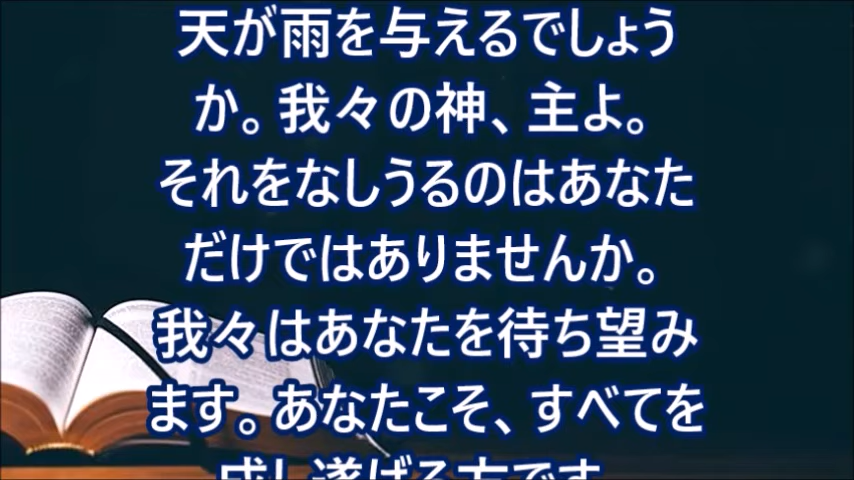 天が雨を与えるでしょう
か。我々の神、主よ。
それをなしうるのはあなた
だけではありませんか。
我々はあなたを待ち望み
ます。あなたこそ、すべてを
成し遂げる方です。